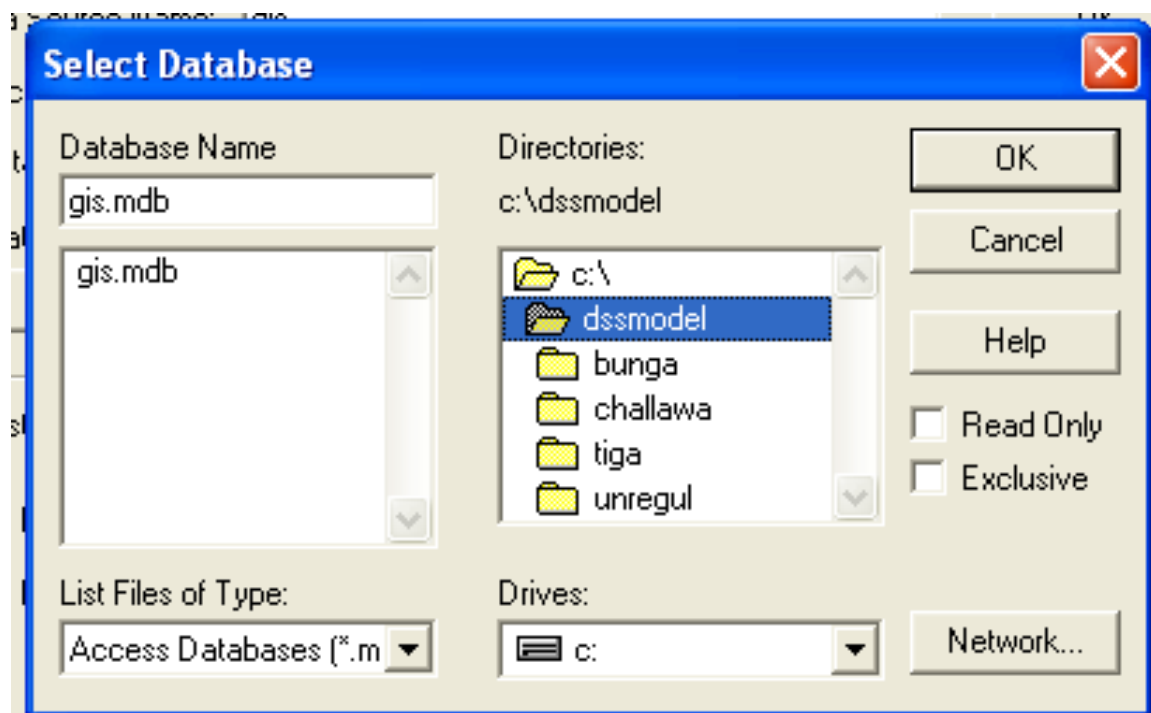 Select Database
Database Name
gis.mdb
gis.mdb
List Files of Type:
Access Databases (*.m
Directories:
c:\dssmodel
c:\
dssmodel
bunga
challawa
tiga
unregul
Drives:
c:
OK
Cancel
Help
Read Only
Exclusive
Network...